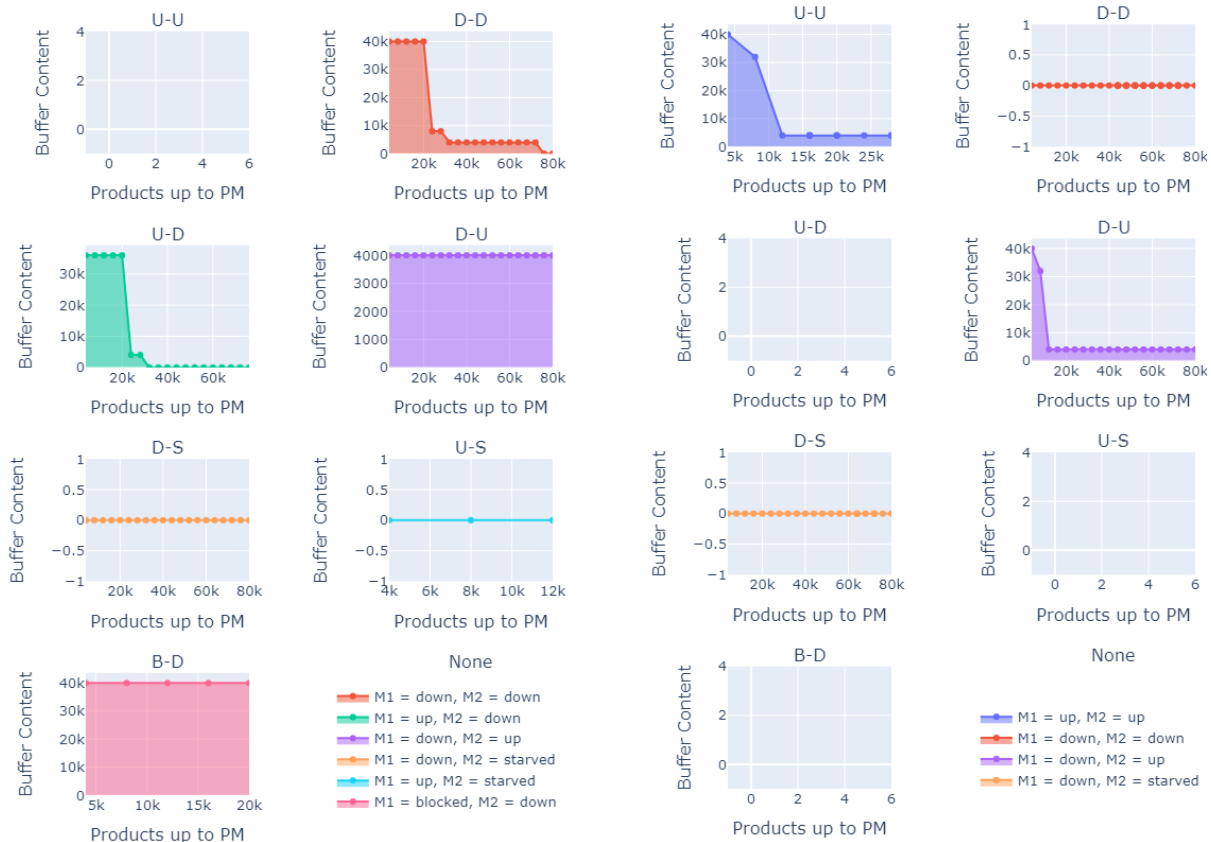 U-U
Buffer Content
4
2
0
0
2
4
6
Products up to PM
D-D
Buffer Content
40k
30k
20k
10k
0
20k
40k
60k
80k
Products up to PM
U-D
Buffer Content
30k
20k
10k
0
20k
40k
60k
Products up to PM
D-U
Buffer Content
4000
3000
2000
1000
0
20k
40k
60k
80k
Products up to PM
D-S
Buffer Content
1
0.5
0
−0.5
−1
20k
40k
60k
80k
Products up to PM
U-S
Buffer Content
1
0.5
0
−0.5
−1
4k
6k
8k
10k
12k
Products up to PM
B-D
Buffer Content
40k
30k
20k
10k
0
5k
10k
15k
20k
Products up to PM
None
M1 = down, M2 = down
M1 = up, M2 = down
M1 = down, M2 = up
M1 = down, M2 = starved
M1 = up, M2 = starved
M1 = blocked, M2 = down
U-U
Buffer Content
40k
30k
20k
10k
0
5k
10k
15k
20k
25k
Products up to PM
D-D
Buffer Content
1
0.5
0
−0.5
−1
20k
40k
60k
80k
Products up to PM
U-D
Buffer Content
4
2
0
0
2
4
6
Products up to PM
D-U
Buffer Content
40k
30k
20k
10k
0
20k
40k
60k
80k
Products up to PM
D-S
Buffer Content
1
0.5
0
−0.5
−1
20k
40k
60k
80k
Products up to PM
U-S
Buffer Content
4
2
0
0
2
4
6
Products up to PM
B-D
Buffer Content
4
2
0
0
2
4
6
Products up to PM
None
M1 = up, M2 = up
M1 = down, M2 = down
M1 = down, M2 = up
M1 = down, M2 = starved